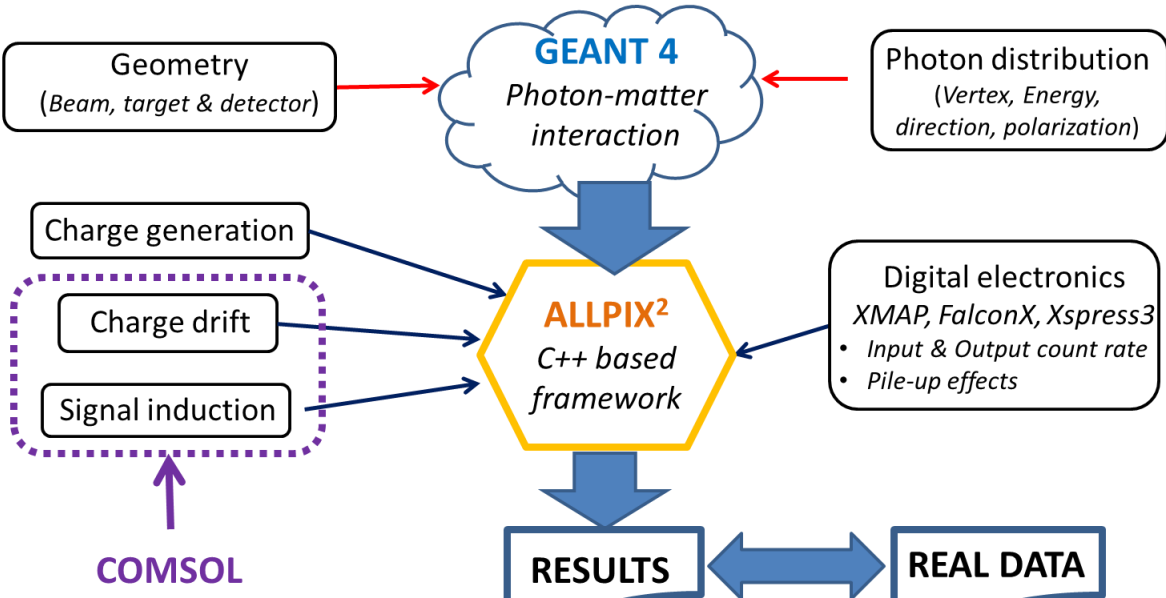 Geometry
(Beam, target & detector)
GEANT 4
Photon-matter
interaction
Photon distribution
(Vertex, Energy,
direction, polarization)
Charge generation
Charge drift
Signal induction
COMSOL
ALLPIX²
C++ based
framework
Digital electronics
XMAP, FalconX, Xspress3
• Input & Output count rate
• Pile-up effects
RESULTS
REAL DATA